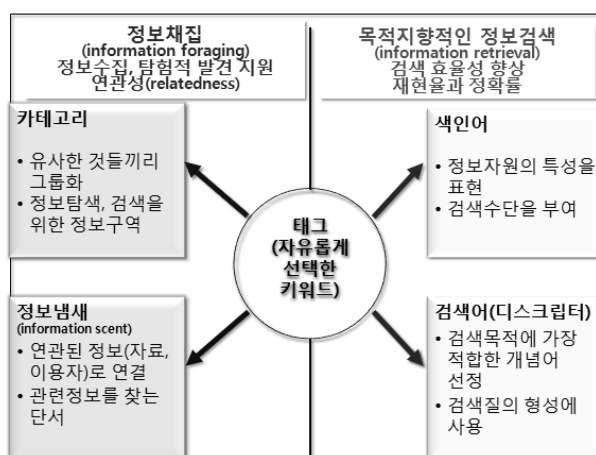 정보채집
(information foraging)
정보수집, 탐험적 발견 지원
연관성(relatedness)
목적지향적인 정보검색
(information retrieval)
검색 효율성 향상
재현율과 정확률
카테고리
• 유사한 것들끼리
그룹화
• 정보탐색, 검색을
위한 정보구역
색인어
• 정보자원의 특성을
표현
• 검색수단을 부여
태그
(자유롭게
선택한
키워드)
정보냄새
(information scent)
• 연관된 정보(자료,
이용자)로 연결
• 관련정보를 찾는
단서
검색어(디스크립터)
• 검색목적에 가장
적합한 개념어
선정
• 검색질의 형성에
사용